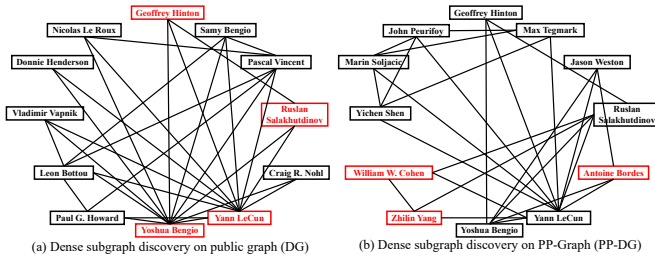 Geoffrey Hinton
Nicolas Le Roux
Samy Bengio
Donnie Henderson
Pascal Vincent
Vladimir Vapnik
Ruslan
Salakhutdinov
Leon Bottou
Craig R. Nohl
Paul G. Howard
Yann LeCun
Yoshua Bengio
(a) Dense subgraph discovery on public graph (DG)
Geoffrey Hinton
John Peurifoy
Max Tegmark
Marin Soljacic
Jason Weston
Yichen Shen
Ruslan
Salakhutdinov
William W. Cohen
Antoine Bordes
Zhilin Yang
Yann LeCun
Yoshua Bengio
(b) Dense subgraph discovery on PP-Graph (PP-DG)